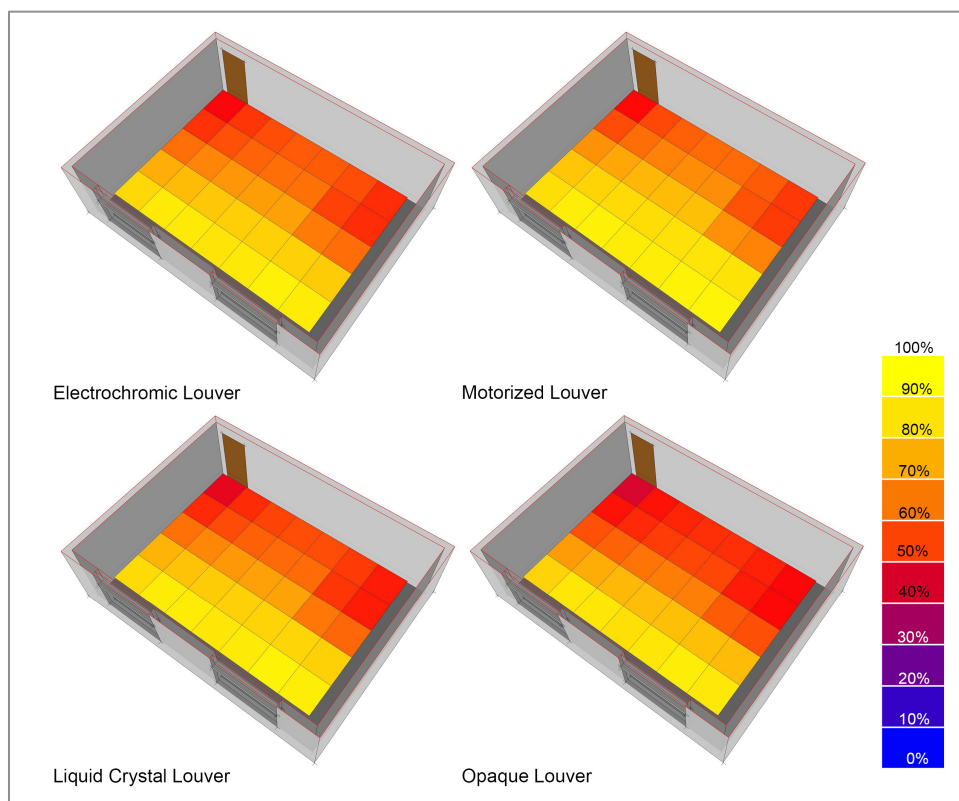 Electrochromic Louver
Motorized Louver
Liquid Crystal Louver
Opaque Louver
100%
90%
80%
70%
60%
50%
40%
30%
20%
10%
0%